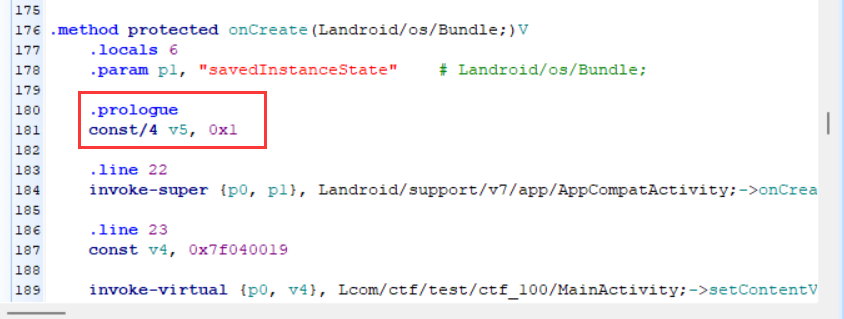 175
176 .method protected onCreate(Landroid/os/Bundle;)V
177 .locals 6
178 .param p1, "savedInstanceState" # Landroid/os/Bundle;
179
180 .prologue
181 const/4 v5, 0x1
182
183 .line 22
184 invoke-super {p0, p1}, Landroid/support/v7/app/AppCompatActivity;->onCrea
185
186 .line 23
187 const v4, 0x7f040019
188
189 invoke-virtual {p0, v4}, Lcom/ctf/test/ctf_100/MainActivity;->setContentV